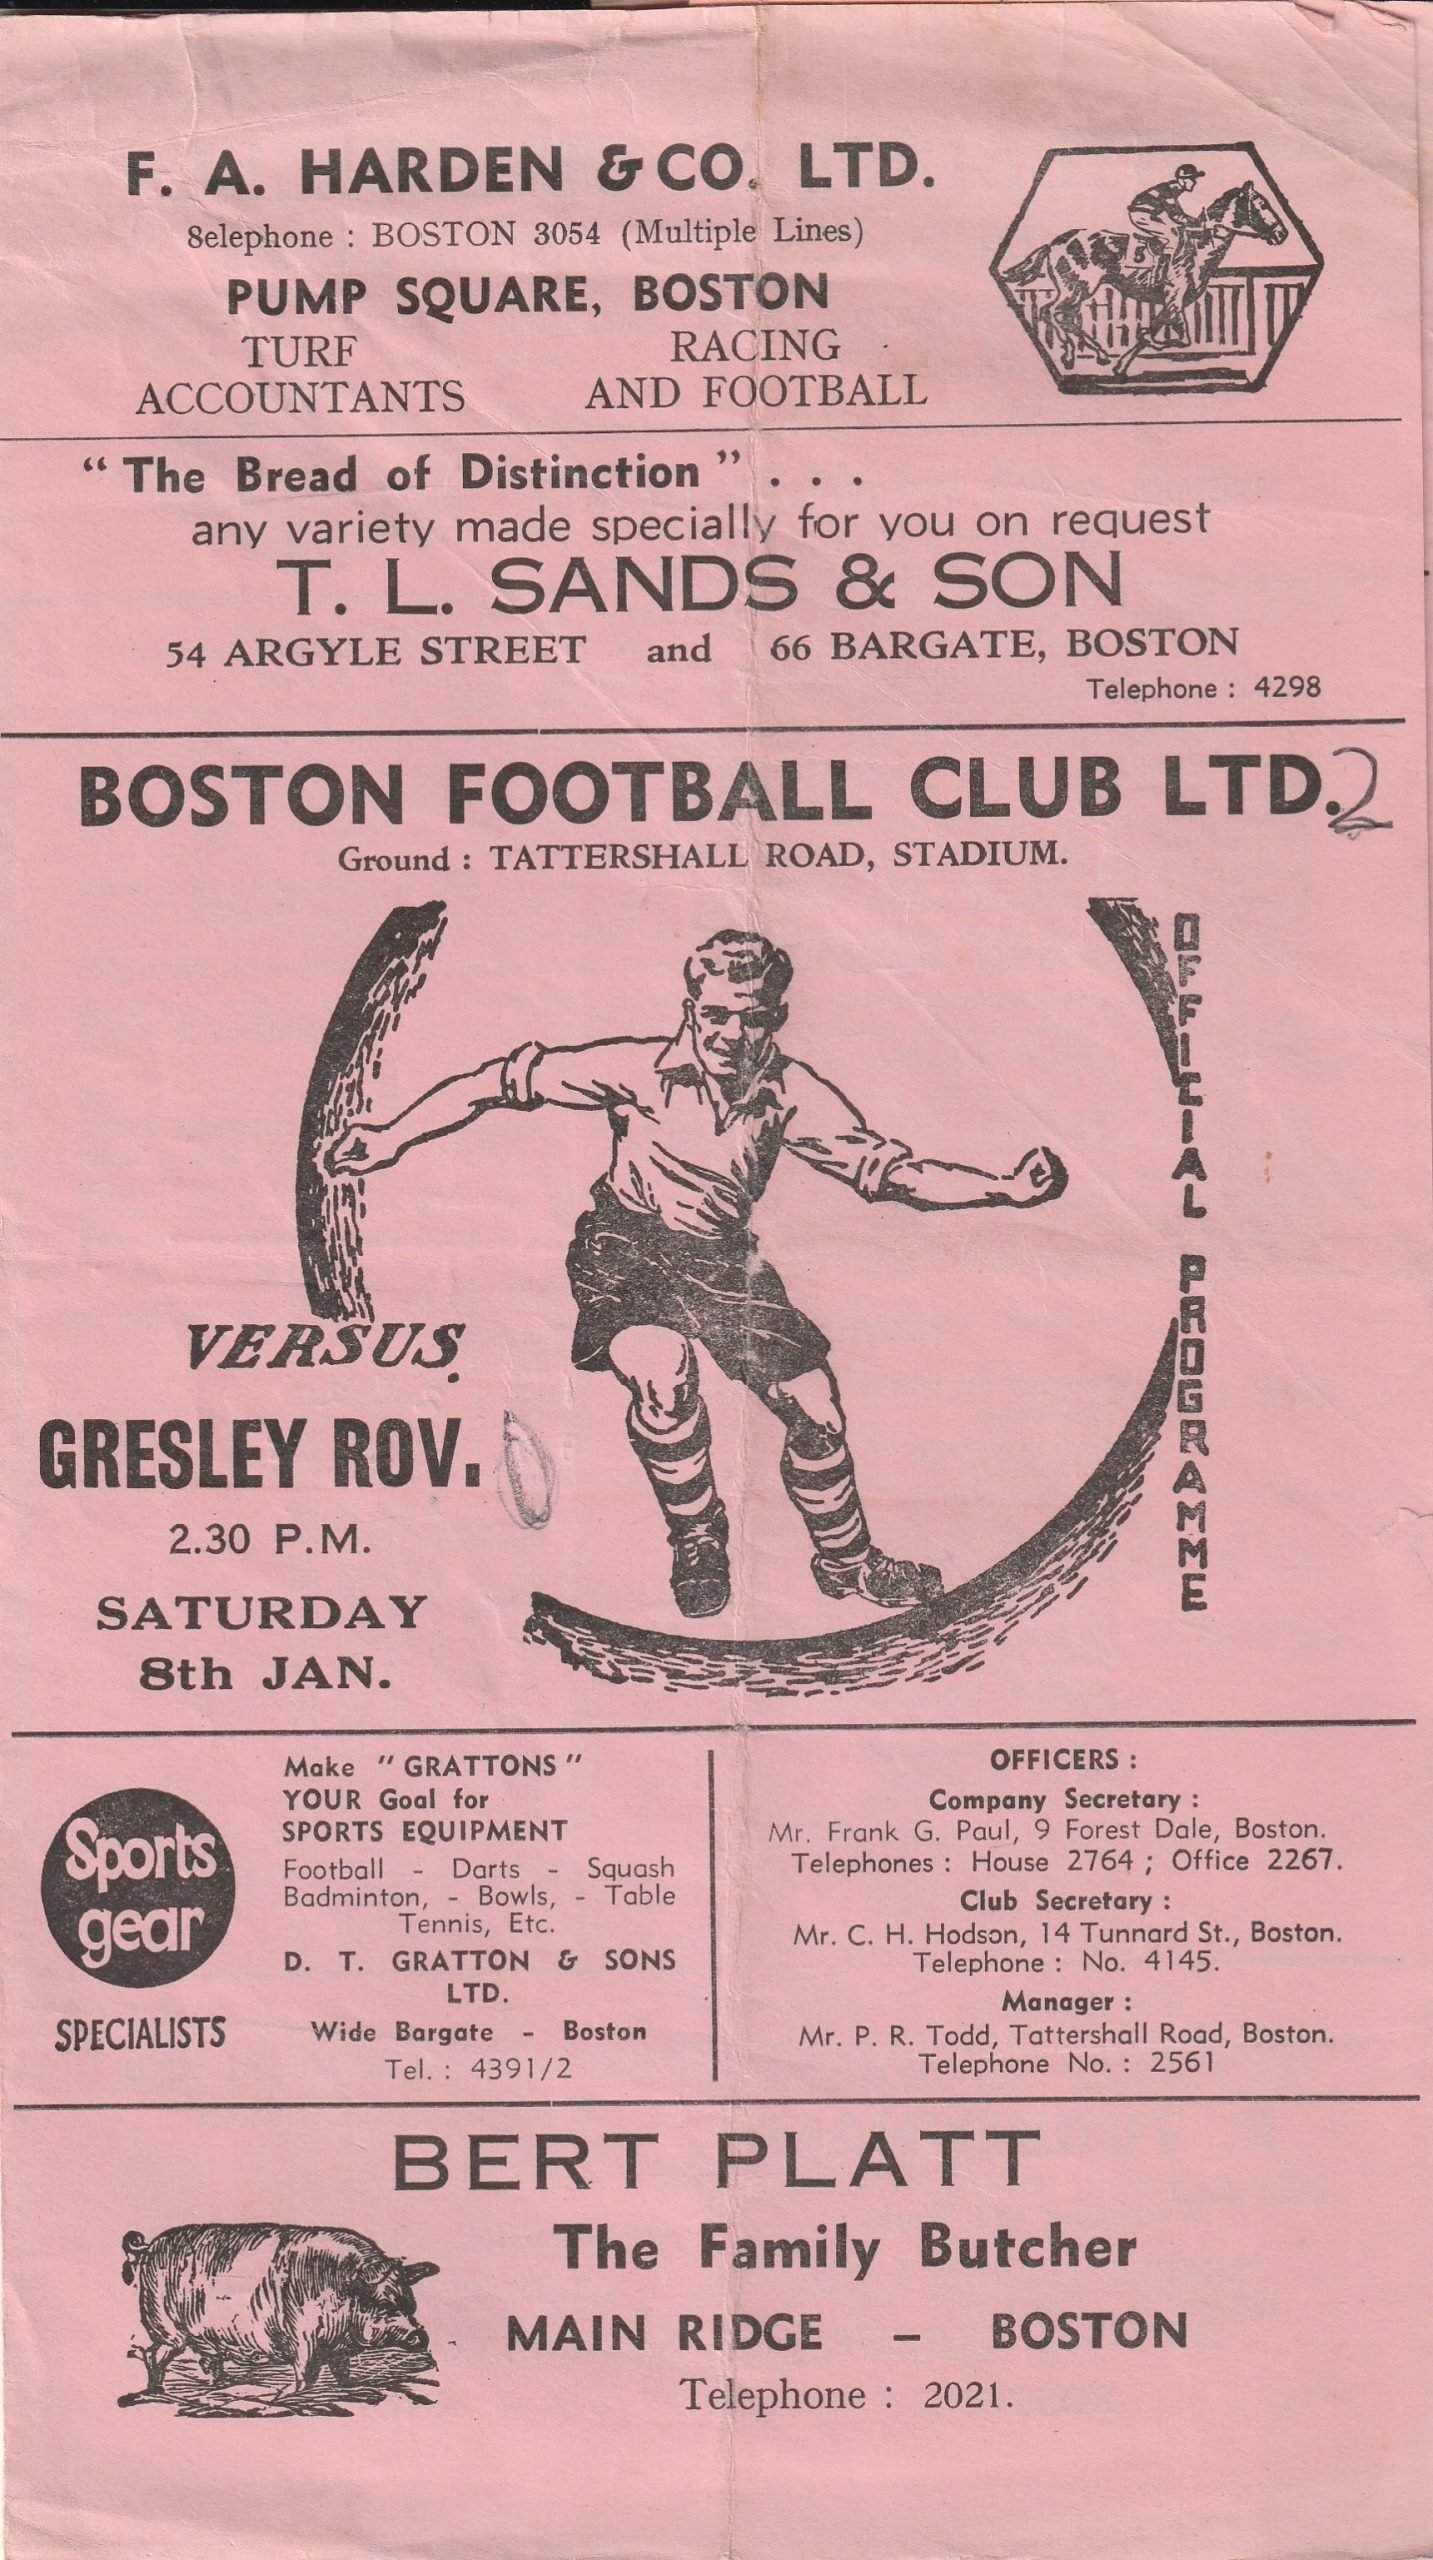 F. A. HARDEN & CO. LTD.
8elephone : BOSTON 3054 (Multiple Lines)
PUMP SQUARE, BOSTON
TURF ACCOUNTANTS
RACING AND FOOTBALL
5
" The Bread of Distinction " . . .
any variety made specially for you on request
T. L. SANDS & SON
54 ARGYLE STREET and 66 BARGATE, BOSTON
Telephone : 4298
BOSTON FOOTBALL CLUB LTD. 2
Ground : TATTERSHALL ROAD, STADIUM.
OFFICIAL PROGRAMME
VERSUS.
GRESLEY ROV. 0
2.30 P.M.
SATURDAY
8th JAN.
Sports
gear
SPECIALISTS
Make " GRATTONS "
YOUR Goal for
SPORTS EQUIPMENT
Football - Darts - Squash
Badminton, - Bowls, - Table
Tennis, Etc.
D. T. GRATTON & SONS
LTD.
Wide Bargate - Boston
Tel. : 4391/2
OFFICERS :
Company Secretary :
Mr. Frank G. Paul, 9 Forest Dale, Boston.
Telephones : House 2764 ; Office 2267.
Club Secretary :
Mr. C. H. Hodson, 14 Tunnard St., Boston.
Telephone : No. 4145.
Manager :
Mr. P. R. Todd, Tattershall Road, Boston.
Telephone No. : 2561
BERT PLATT
The Family Butcher
MAIN RIDGE - BOSTON
Telephone : 2021.